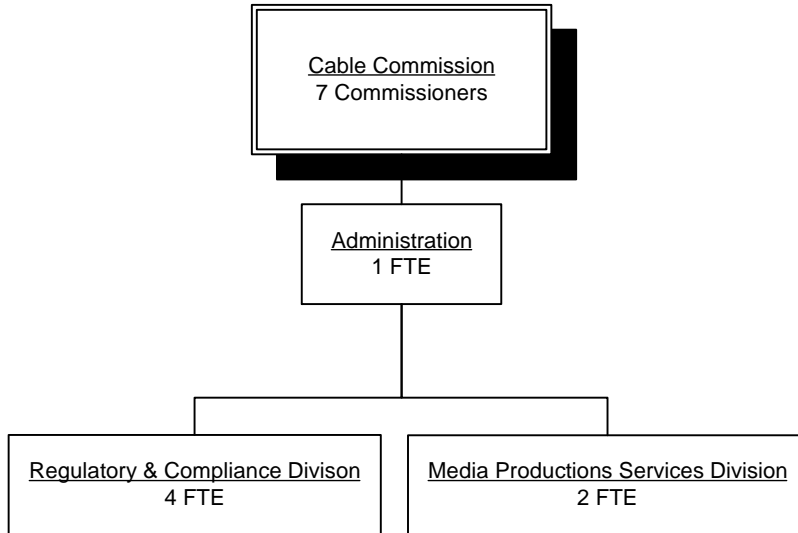 Cable Commission
7 Commissioners
Administration
1 FTE
Regulatory & Compliance Divison
4 FTE
Media Productions Services Division
2 FTE